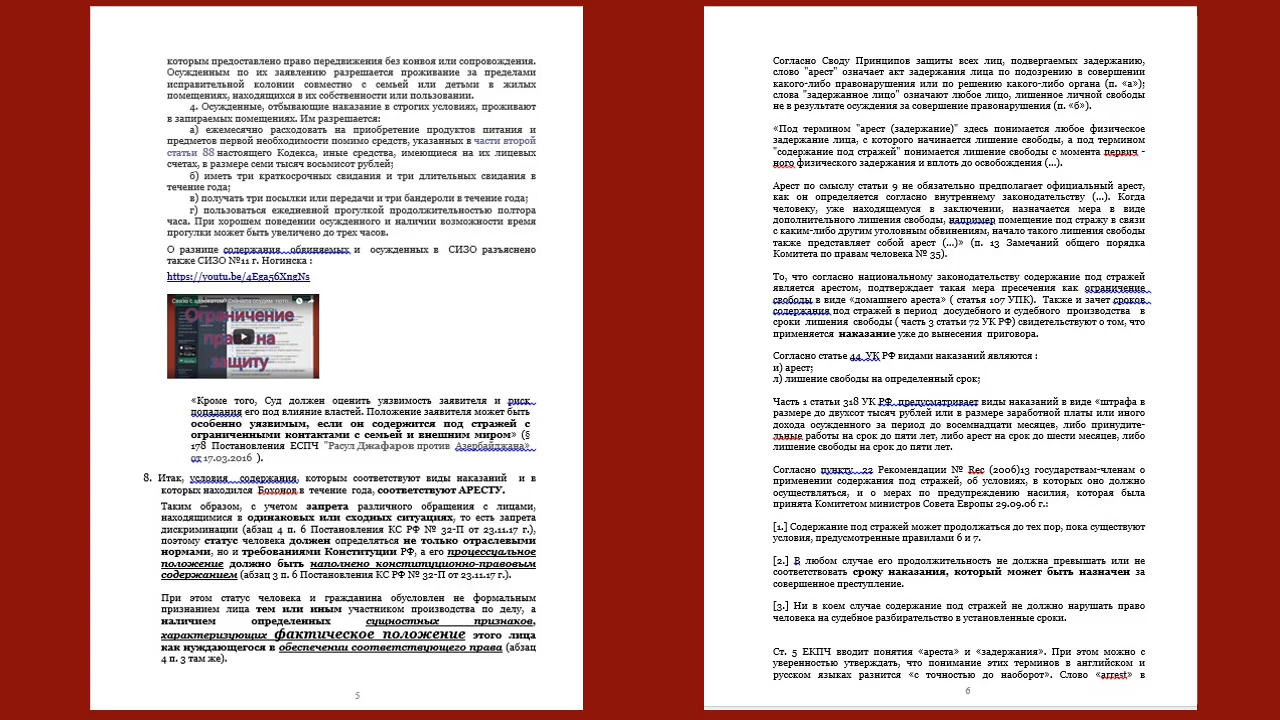 которым предоставлено право передвижения без конвоя или сопровождения.
Осужденным по их заявлению разрешается проживание за пределами
исправительной колонии совместно с семьей или детьми в жилых
помещениях, находящихся в их собственности или пользовании.
4. Осужденные, отбывающие наказание в строгих условиях, проживают
в запираемых помещениях. Им разрешается:
а) ежемесячно расходовать на приобретение продуктов питания и
предметов первой необходимости помимо средств, указанных в части второй
статьи 88 настоящего Кодекса, иные средства, имеющиеся на их лицевых
счетах, в размере семи тысяч восьмисот рублей;
б) иметь три краткосрочных свидания и три длительных свидания в
течение года;
в) получать три посылки или передачи и три бандероли в течение года;
г) пользоваться ежедневной прогулкой продолжительностью полтора
часа. При хорошем поведении осужденного и наличии возможности время
прогулки может быть увеличено до трех часов.
О разнице содержания обвиняемых и осужденных в СИЗО разъяснено
также СИЗО №11 г. Ногинска :
https://youtu.be/4Ega56XngNs
Ограничение
права на
защиту
«Кроме того, Суд должен оценить уязвимость заявителя и риск
попадания его под влияние властей. Положение заявителя может быть
особенно уязвимым, если он содержится под стражей с
ограниченными контактами с семьей и внешним миром» (§
178 Постановления ЕСПЧ "Расул Джафаров против Азербайджана»
от 17.03.2016 ).
8. Итак, условия содержания, которым соответствуют виды наказаний и в
которых находился Бохонов в течение года, соответствуют АРЕСТУ.
Таким образом, с учетом запрета различного обращения с лицами,
находящимися в одинаковых или сходных ситуациях, то есть запрета
дискриминации (абзац 4 п. 6 Постановления КС РФ № 32-П от 23.11.17 г.),
поэтому статус человека должен определяться не только отраслевыми
нормами, но и требованиями Конституции РФ, а его процессуальное
положение должно быть наполнено конституционно-правовым
содержанием (абзац 3 п. 6 Постановления КС РФ № 32-П от 23.11.17 г.).
При этом статус человека и гражданина обусловлен не формальным
признанием лица тем или иным участником производства по делу, а
наличием определенных сущностных признаков,
характеризующих фактическое положение этого лица
как нуждающегося в обеспечении соответствующего права (абзац
4 п. 3 там же).
5
Согласно Своду Принципов защиты всех лиц, подвергаемых задержанию,
слово "арест" означает акт задержания лица по подозрению в совершении
какого-либо правонарушения или по решению какого-либо органа (п. «а»);
слова "задержанное лицо" означают любое лицо, лишенное личной свободы
не в результате осуждения за совершение правонарушения (п. «б»).
«Под термином "арест (задержание)" здесь понимается любое физическое
задержание лица, с которого начинается лишение свободы, а под термином
"содержание под стражей" понимается лишение свободы с момента первич -
ного физического задержания и вплоть до освобождения (...).
Арест по смыслу статьи 9 не обязательно предполагает официальный арест,
как он определяется согласно внутреннему законодательству (...). Когда
человеку, уже находящемуся в заключении, назначается мера в виде
дополнительного лишения свободы, например помещение под стражу в связи
с каким-либо другим уголовным обвинением, начало такого лишения свободы
также представляет собой арест (...)» (п. 13 Замечаний общего порядка
Комитета по правам человека № 35).
То, что согласно национальному законодательству содержание под стражей
является арестом, подтверждает такая мера пресечения как ограничение
свободы в виде «домашнего ареста» ( статья 107 УПК). Также и зачет сроков
содержания под стражей в период досудебного и судебного производства в
сроки лишения свободы ( часть 3 статьи 72 УК РФ) свидетельствуют о том, что
применяется наказание уже до вынесения приговора.
Согласно статье 44 УК РФ видами наказаний являются :
и) арест;
л) лишение свободы на определенный срок;
Часть 1 статьи 318 УК РФ предусматривает виды наказаний в виде «штрафа в
размере до двухсот тысяч рублей или в размере заработной платы или иного
дохода осужденного за период до восемнадцати месяцев, либо принудите-
льные работы на срок до пяти лет, либо арест на срок до шести месяцев, либо
лишение свободы на срок до пяти лет.
Согласно пункту 22 Рекомендации № Rec (2006)13 государствам-членам о
применении содержания под стражей, об условиях, в которых оно должно
осуществляться, и о мерах по предупреждению насилия, которая была
принята Комитетом министров Совета Европы 29.09.06 г.:
[1.] Содержание под стражей может продолжаться до тех пор, пока существуют
условия, предусмотренные правилами 6 и 7.
[2.] В любом случае его продолжительность не должна превышать или не
соответствовать сроку наказания, который может быть назначен за
совершенное преступление.
[3.] Ни в коем случае содержание под стражей не должно нарушать право
человека на судебное разбирательство в установленные сроки.
Ст. 5 ЕКПЧ вводит понятия «ареста» и «задержания». При этом можно с
уверенностью утверждать, что понимание этих терминов в английском и
русском языках разнится «с точностью до наоборот». Слово «arrest» в
6